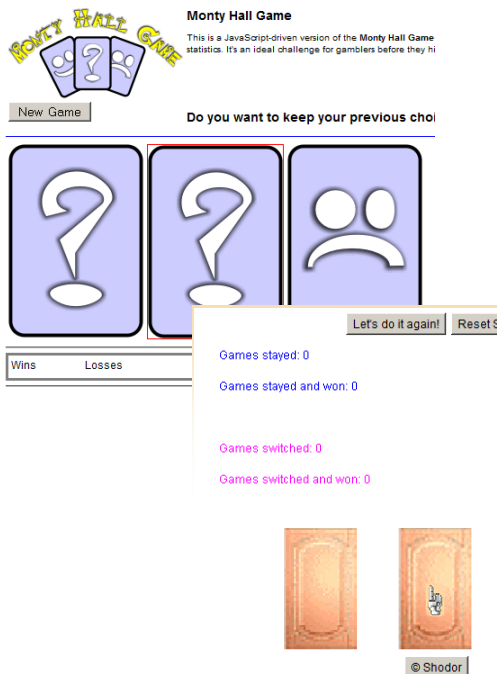 MONTY HALL GAME
Monty Hall Game
This is a JavaScript-driven version of the Monty Hall Game
statistics. It's an ideal challenge for gamblers before they hi
New Game
Do you want to keep your previous choi
?
? ?
Wins Losses
Let's do it again! Reset S
Games stayed: 0
Games stayed and won: 0
Games switched: 0
Games switched and won: 0
© Shodor